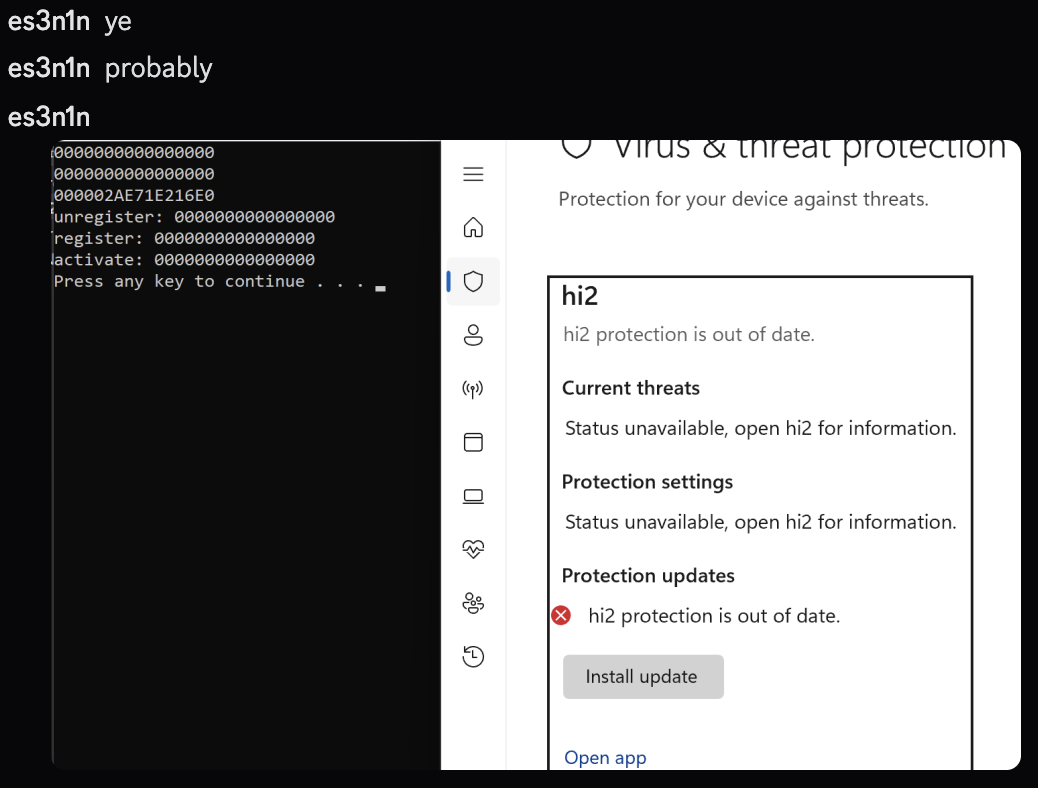 es3n1n ye
es3n1n probably
es3n1n
0000000000000000
0000000000000000
000002AE71E216E0
unregister: 0000000000000000
register: 0000000000000000
activate: 0000000000000000
Press any key to continue . . .
Virus & threat protection
Protection for your device against threats.
hi2
hi2 protection is out of date.
Current threats
Status unavailable, open hi2 for information.
Protection settings
Status unavailable, open hi2 for information.
Protection updates
hi2 protection is out of date.
Install update
Open app